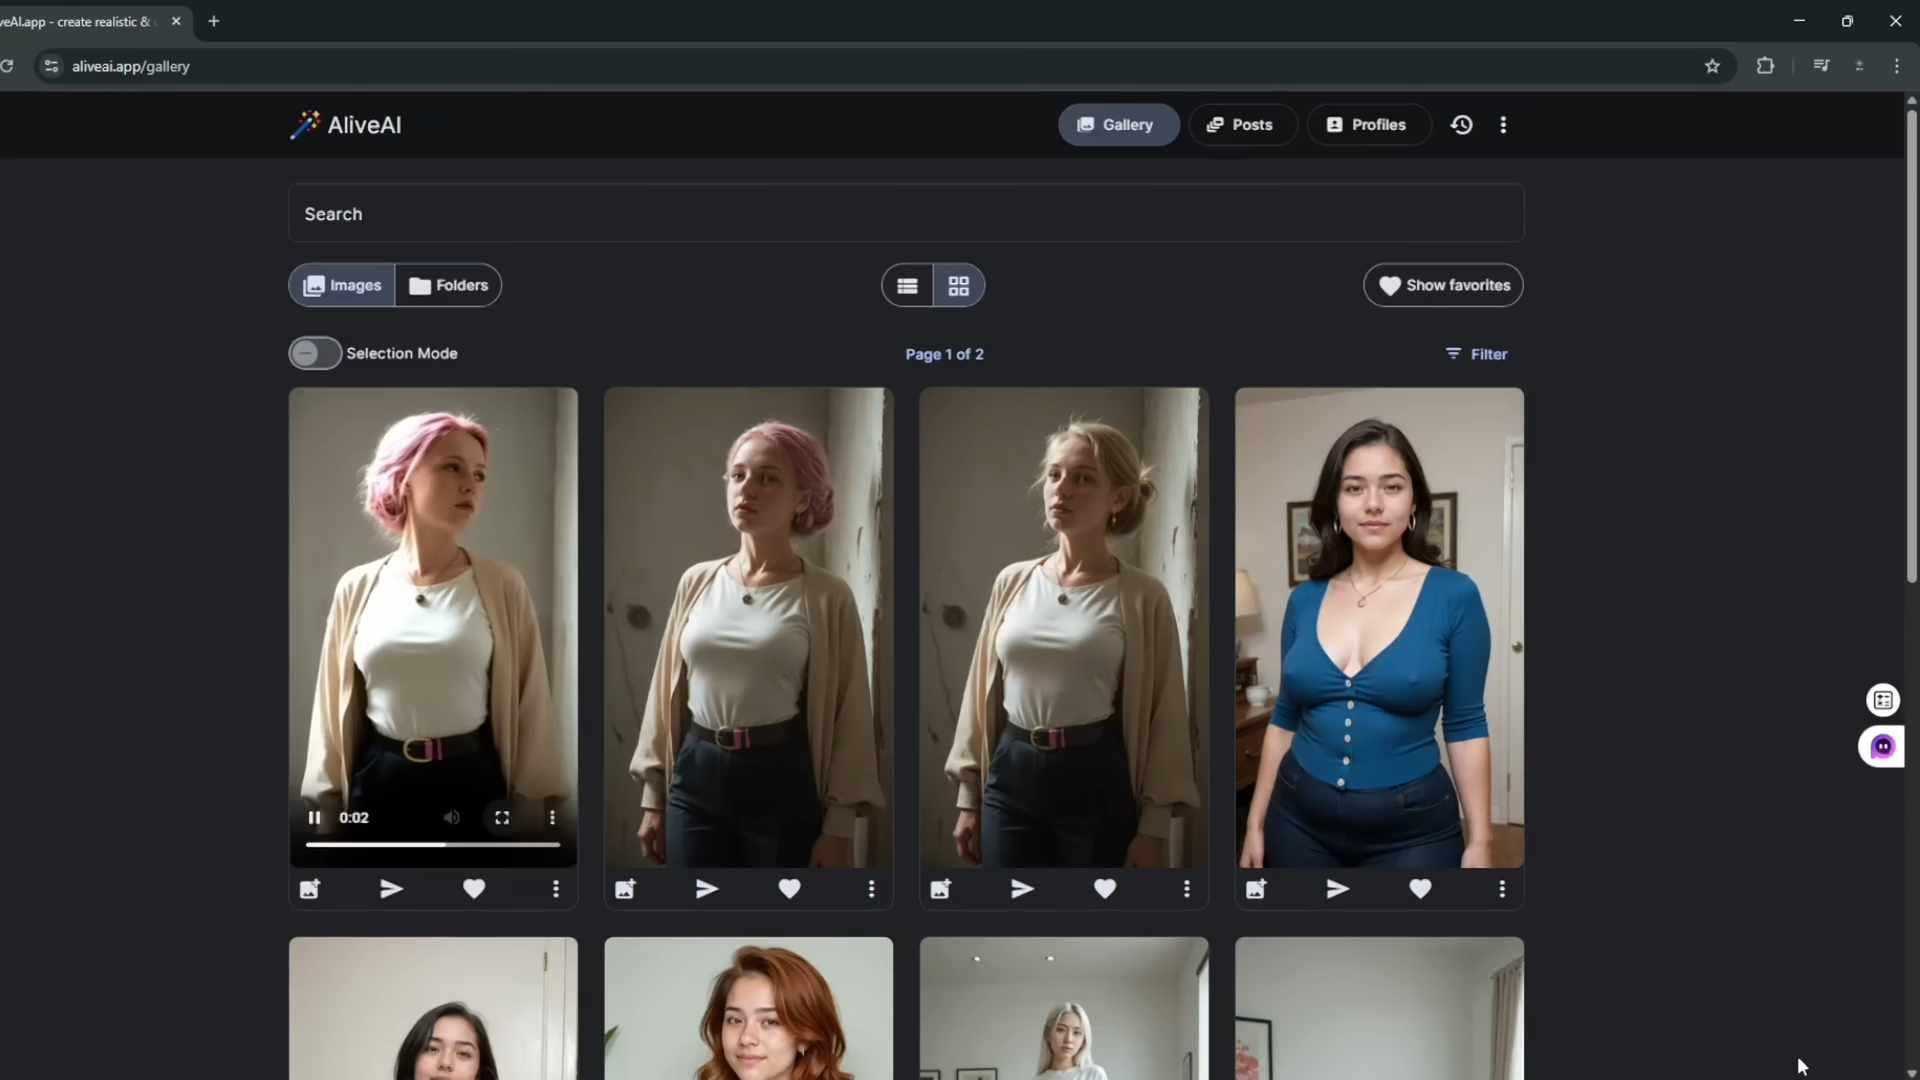 veAI.app - create realistic &
aliveai.app/gallery
AliveAI
Gallery
Posts
Profiles
Search
Images
Folders
Show favorites
Selection Mode
Page 1 of 2
Filter
0:02